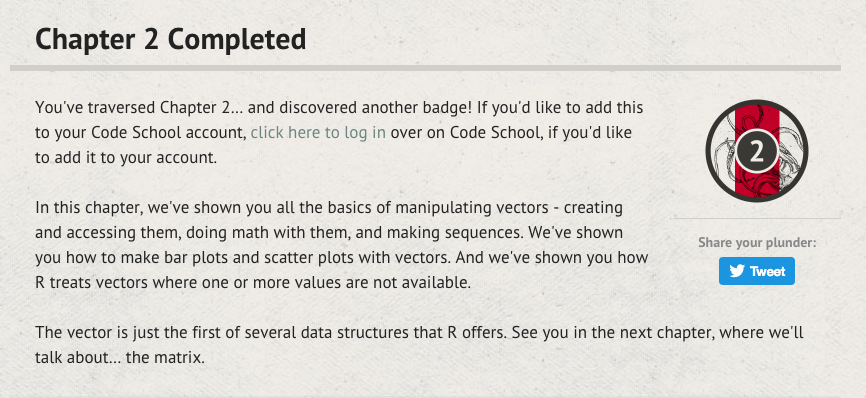 Chapter 2 Completed
You've traversed Chapter 2... and discovered another badge! If you'd like to add this
to your Code School account, click here to log in over on Code School, if you'd like
to add it to your account.
2
In this chapter, we've shown you all the basics of manipulating vectors - creating
and accessing them, doing math with them, and making sequences. We've shown
you how to make bar plots and scatter plots with vectors. And we've shown you how
R treats vectors where one or more values are not available.
Share your plunder:
Tweet
The vector is just the first of several data structures that R offers. See you in the next chapter, where we'll
talk about... the matrix.